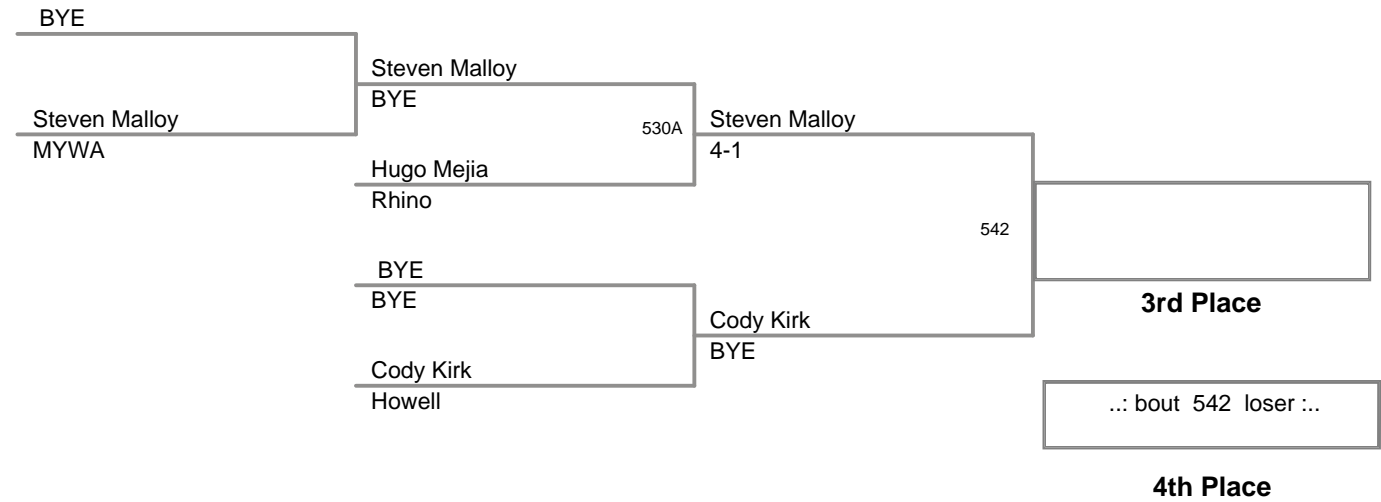 BYE
Steven Malloy
MYWA
Steven Malloy
BYE
530A
Hugo Mejia
Rhino
BYE
BYE
Cody Kirk
Howell
Steven Malloy
4-1
542
Cody Kirk
BYE
3rd Place
..: bout 542 loser :..
4th Place